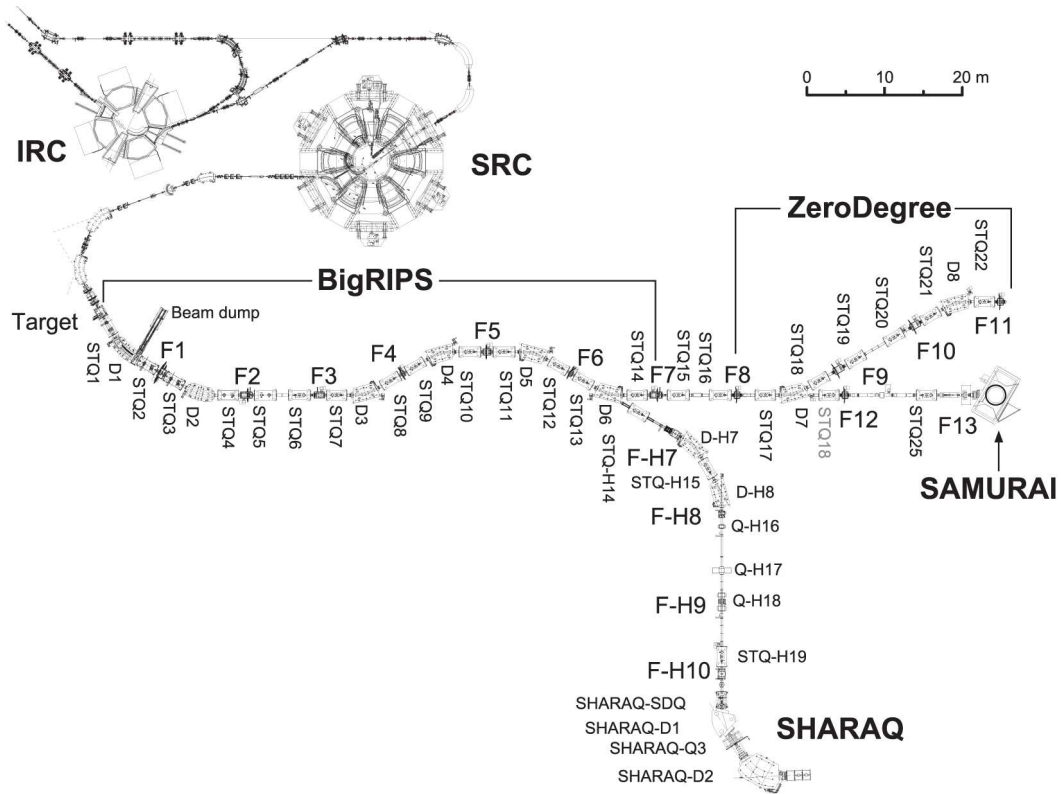 0 10 20 m
IRC
SRC
ZeroDegree
BigRIPS
Target
Beam dump
STQ1
D1
STQ2
F1
STQ3
D2
STQ4
F2
STQ5
STQ6
F3
STQ7
D3
F4
STQ8
STQ9
D4
STQ10
F5
STQ11
D5
STQ12
F6
STQ13
D6
STQ-H14
STQ14
F7
STQ15
STQ16
F8
STQ17
STQ18
D7
STQ18
STQ19
F9
STQ20
F10
STQ21
D8
STQ22
F11
F12
STQ25
F13
SAMURAI
F-H7
D-H7
STQ-H15
D-H8
F-H8
Q-H16
Q-H17
F-H9
Q-H18
STQ-H19
F-H10
SHARAQ-SDQ
SHARAQ-D1
SHARAQ-Q3
SHARAQ-D2
SHARAQ